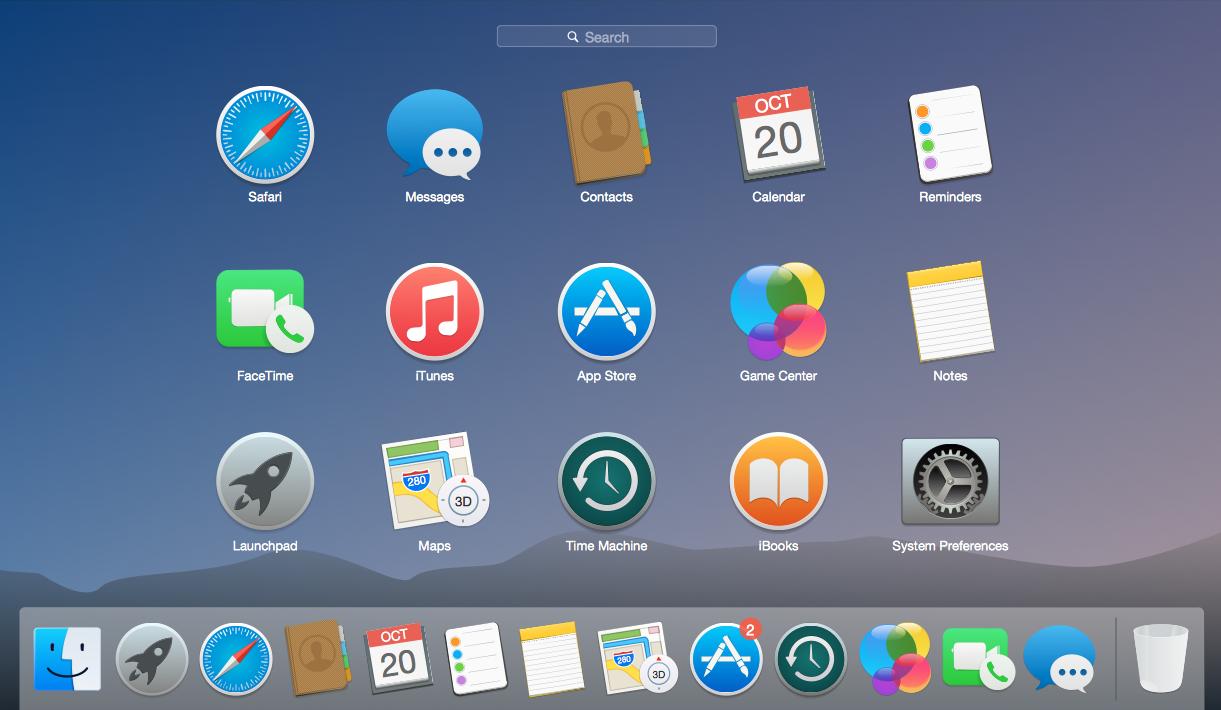 Search
Safari
Messages
Contacts
OCT
20
Calendar
Reminders
FaceTime
iTunes
App Store
Game Center
Notes
Launchpad
280
3D
Maps
Time Machine
iBooks
System Preferences
OCT
20
280
3D
2